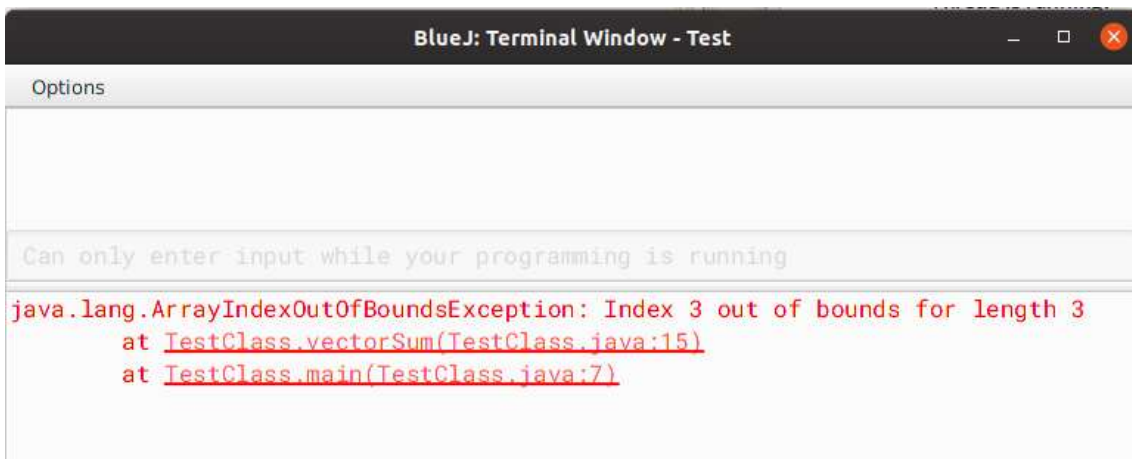 BlueJ: Terminal Window - Test
Options
Can only enter input while your programming is running
java.lang.ArrayIndexOutOfBoundsException: Index 3 out of bounds for length 3
at TestClass.vectorSum(TestClass.java:15)
at TestClass.main(TestClass.java:7)